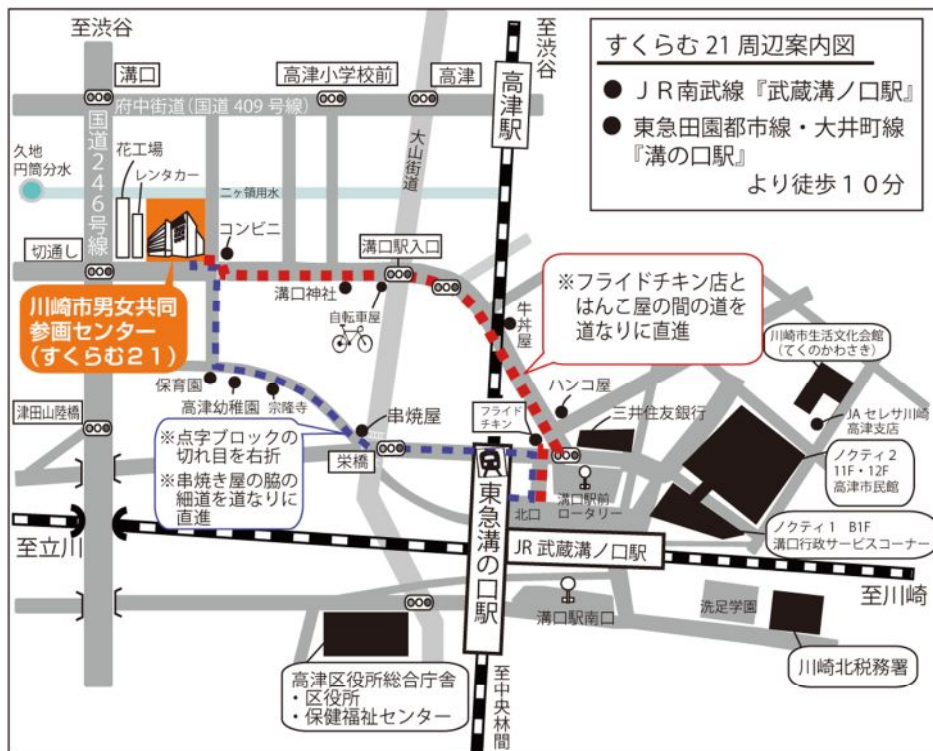 すくらむ21周辺案内図
● JR南武線『武蔵溝ノ口駅』
● 東急田園都市線・大井町線
『溝の口駅』
より徒歩10分
至渋谷
溝口
高津小学校前
高津
至渋谷
高津駅
府中街道(国道409号線)
国道246号線
大山街道
久地
円筒分水
花工場
レンタカー
二ヶ領用水
コンビニ
切通し
溝口駅入口
溝口神社
自転車屋
川崎市男女共同
参画センター
(すくらむ21)
※フライドチキン店と
はんこ屋の間の道を
道なりに直進
牛丼屋
川崎市生活文化会館
(てくのかわさき)
保育園
高津幼稚園
宗隆寺
ハンコ屋
三井住友銀行
JAセレサ川崎
高津支店
津田山陸橋
串焼屋
フライド
チキン
※点字ブロックの
切れ目を右折
※串焼き屋の脇の
細道を道なりに
直進
栄橋
ノクティ2
11F・12F
高津市民館
溝口駅前
ロータリー
北口
東急溝の口駅
ノクティ1 B1F
溝口行政サービスコーナー
至立川
JR武蔵溝ノ口駅
至川崎
溝口駅南口
洗足学園
川崎北税務署
高津区役所総合庁舎
・区役所
・保健福祉センター
至中央林間